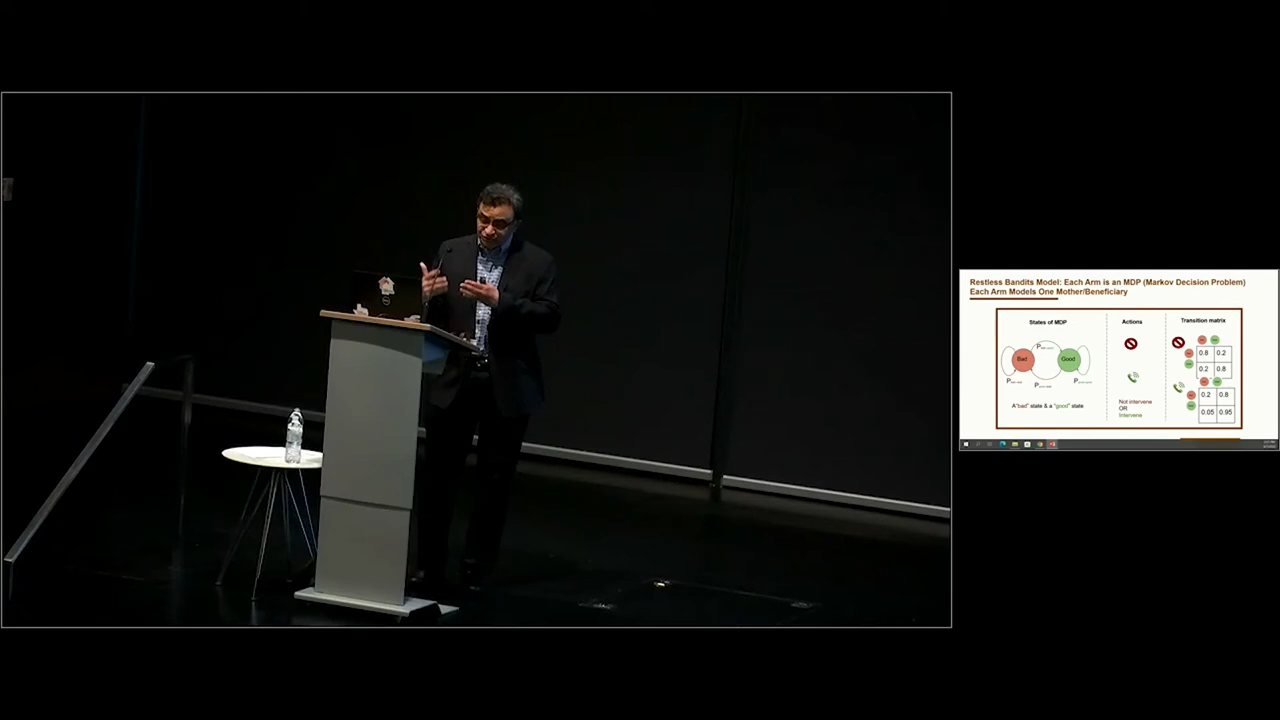 Restless Bandits Model: Each Arm is an MDP (Markov Decision Problem)
Each Arm Models One Mother/Beneficiary
States of MDP
Actions
Transition matrix
Bad
Good
P
P
P
P
A "bad" state & a "good" state
Not intervene
OR
Intervene
0.8 0.2
0.2 0.8
0.2 0.8
0.05 0.95